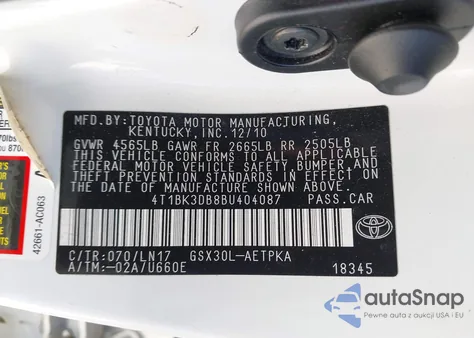 MFD.BY:TOYOTA MOTOR MANUFACTURING,
KENTUCKY,INC.12/10
GVWR 4565LB GAWR FR 2665LB RR 2505LB
THIS VEHICLE CONFORMS TO ALL APPLICABLE
FEDERAL MOTOR VEHICLE SAFETY,BUMPER,AND
THEFT PREVENTION STANDARDS IN EFFECT ON
THE DATE OF MANUFACTURE SHOWN ABOVE.
4T1BK3DB8BU404087 PASS.CAR
C/TR:070/LN17 GSX30L-AETPKA
A/TM:-02A/U660E 18345
TOYOTA
42661-AC063
autaSnap
Pewne auta z aukcji USA i EU